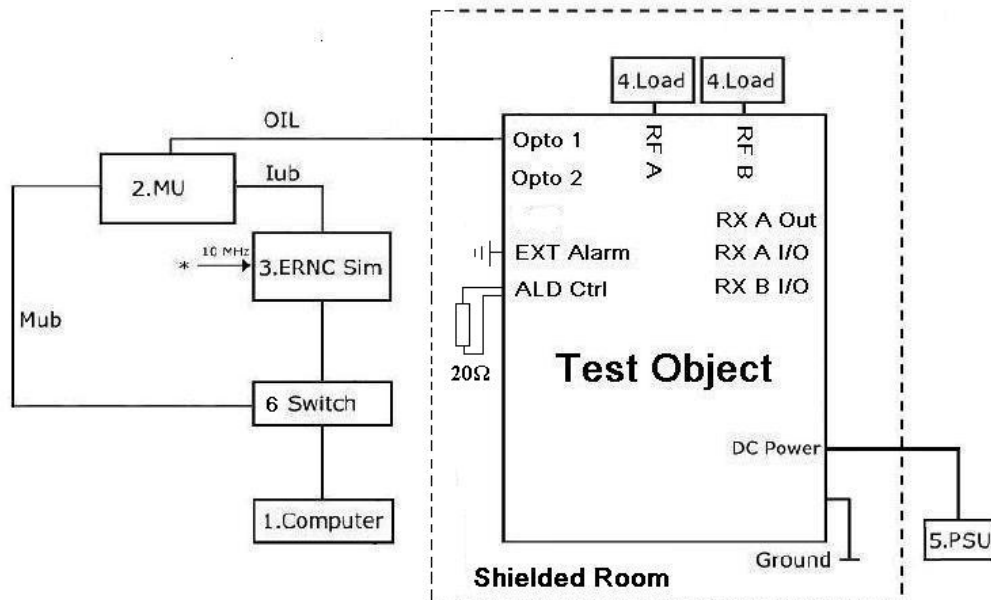 4.Load
4.Load
OIL
Opto 1
RF A
RF B
2.MU
Iub
Opto 2
RX A Out
* 10 MHz
3.ERNC Sim
EXT Alarm
RX A I/O
ALD Ctrl
RX B I/O
Mub
20Ω
Test Object
6 Switch
DC Power
1.Computer
5.PSU
Ground
Shielded Room